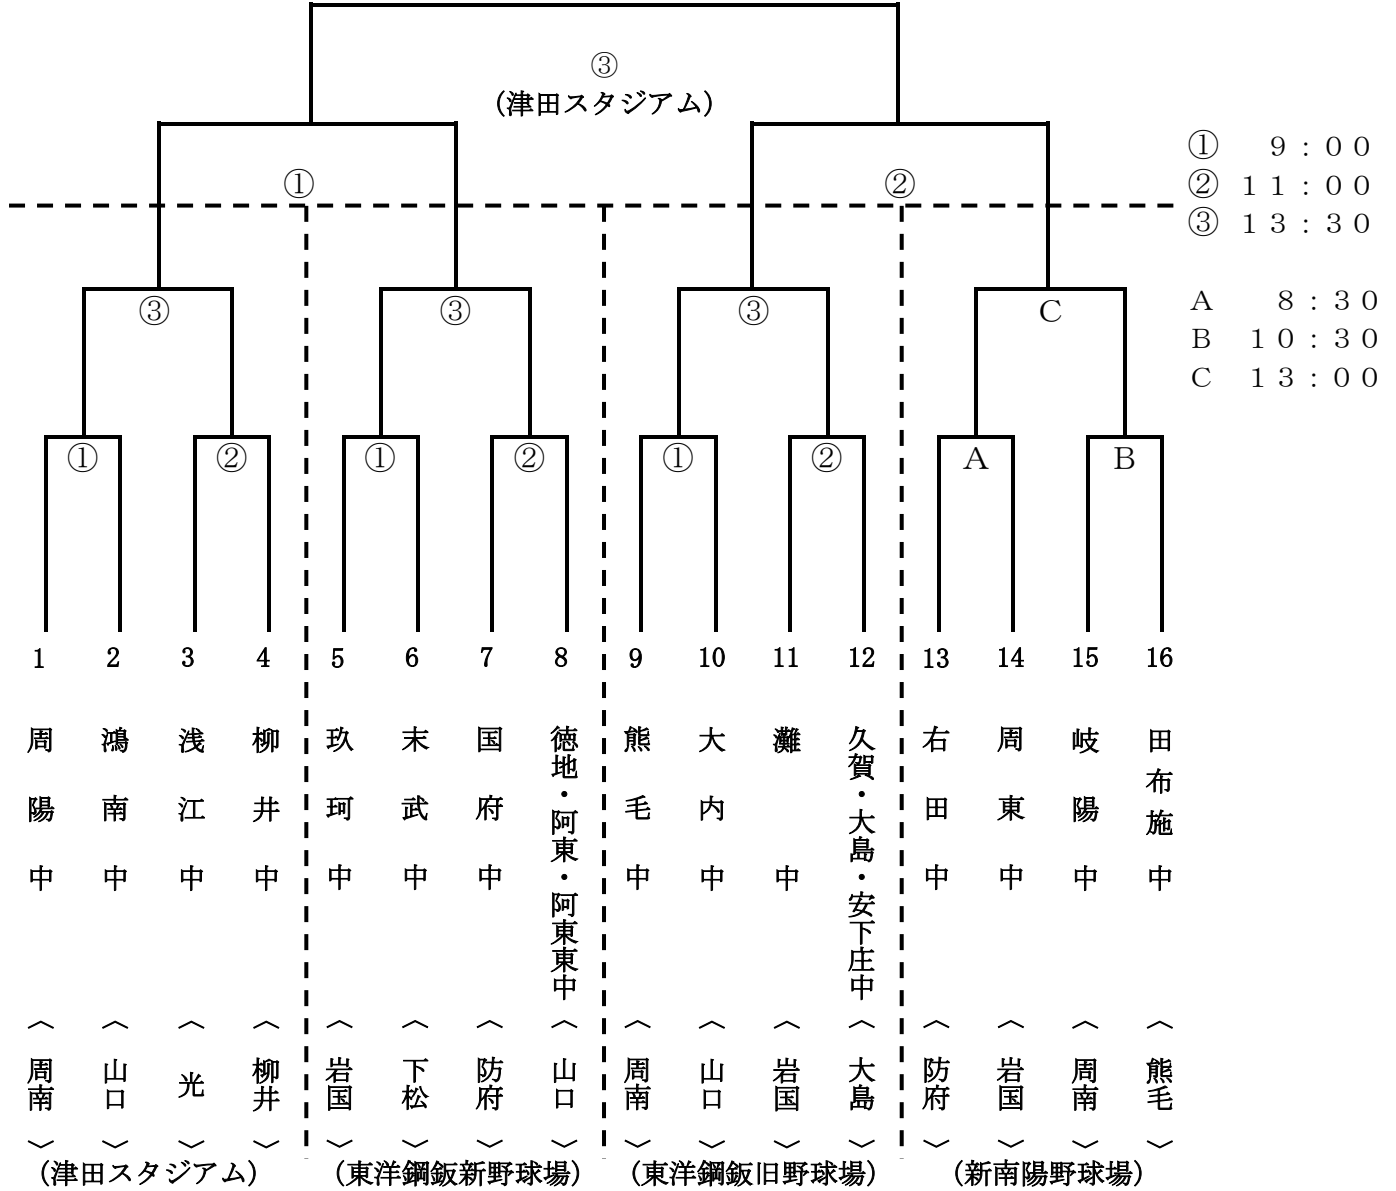 ③
(津田スタジアム)
① 9:00
② 11:00
③ 13:30
① ②
A 8:30
B 10:30
C 13:00
③ ③ ③ C
① ② ① ② ① ② A B
1 2 3 4 5 6 7 8 9 10 11 12 13 14 15 16
周陽中
鴻南中
浅江中
柳井中
玖珂中
末武中
国府中
徳地・阿東・阿東東中
熊毛中
大内中
灘中
久賀・大島・安下庄中
右田中
周東中
岐陽中
田布施中
〈周南〉
〈山口〉
〈光〉
〈柳井〉
〈岩国〉
〈下松〉
〈防府〉
〈山口〉
〈周南〉
〈山口〉
〈岩国〉
〈大島〉
〈防府〉
〈岩国〉
〈周南〉
〈熊毛〉
(津田スタジアム)
(東洋鋼鈑新野球場)
(東洋鋼鈑旧野球場)
(新南陽野球場)